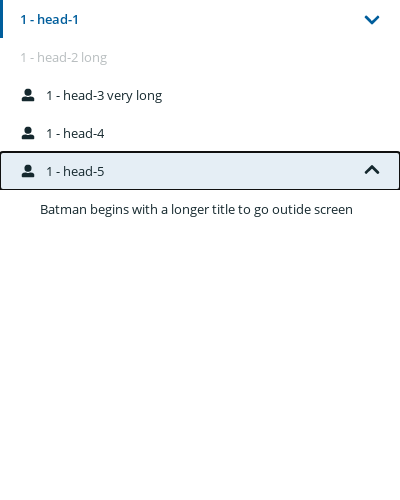 1 - head-1
1 - head-2 long
1 - head-3 very long
1 - head-4
1 - head-5
Batman begins with a longer title to go outide screen